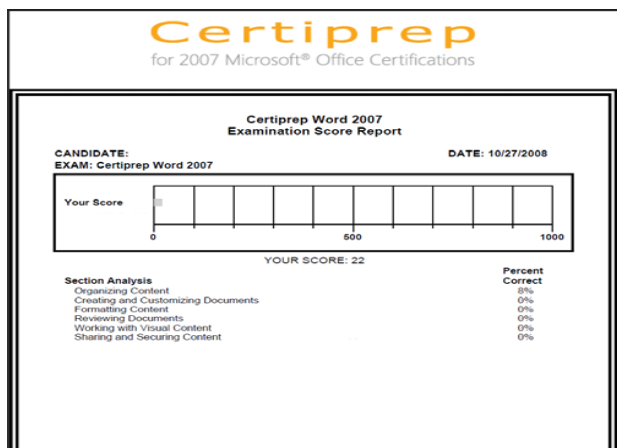 Certiprep
for 2007 Microsoft® Office Certifications
Certiprep Word 2007
Examination Score Report
CANDIDATE: DATE: 10/27/2008
EXAM: Certiprep Word 2007
Your Score
0 500 1000
YOUR SCORE: 22
Percent
Section Analysis Correct
Organizing Content 8%
Creating and Customizing Documents 0%
Formatting Content 0%
Reviewing Documents 0%
Working with Visual Content 0%
Sharing and Securing Content 0%